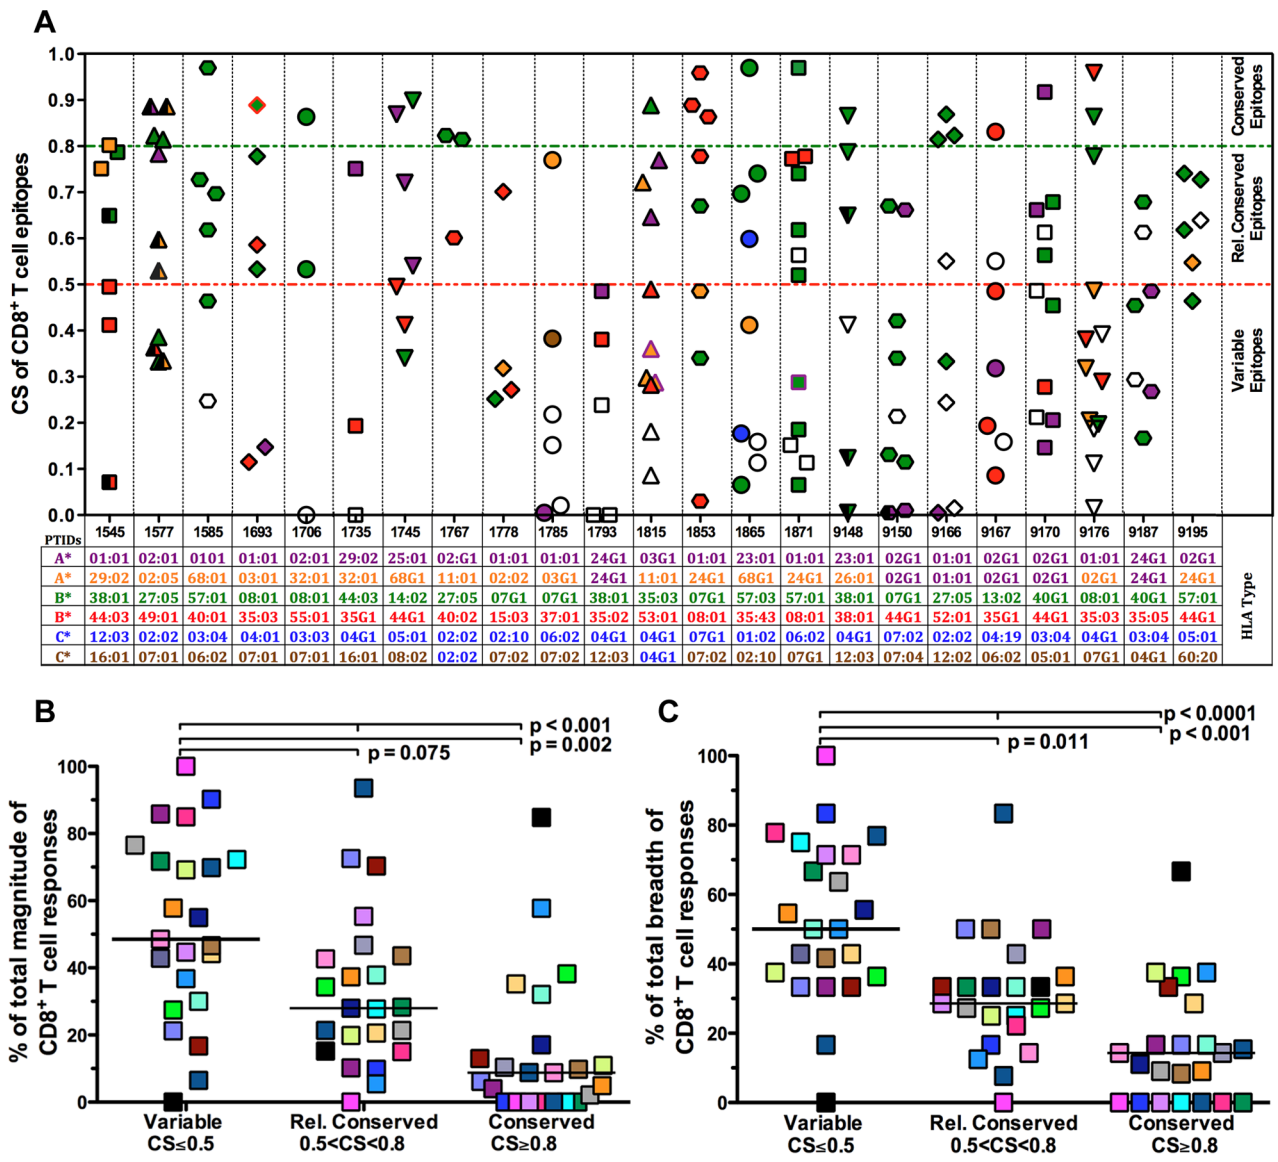 A
CS of CD8+ T cell epitopes
1.0
0.9
0.8
0.7
0.6
0.5
0.4
0.3
0.2
0.1
0.0
Conserved Epitopes
Rel. Conserved Epitopes
Variable Epitopes
PTIDs 1545 1577 1585 1693 1706 1735 1745 1767 1778 1785 1793 1815 1853 1865 1871 9148 9150 9166 9167 9170 9176 9187 9195
A* 01:01 02:01 0101 01:01 02:01 29:02 25:01 02:G1 01:01 01:01 24G1 03G1 01:01 23:01 01:01 23:01 02G1 01:01 02G1 02G1 01:01 24G1 02G1
A* 29:02 02:05 68:01 03:01 32:01 32:01 68G1 11:01 02:02 03G1 24G1 11:01 24G1 68G1 24G1 26:01 02G1 01:01 02G1 02G1 02G1 24G1 24G1
B* 38:01 27:05 57:01 08:01 08:01 44:03 14:02 27:05 07G1 07G1 38:01 35:03 07G1 57:03 57:01 38:01 07G1 27:05 13:02 40G1 08:01 40G1 57:01
B* 44:03 49:01 40:01 35:03 55:01 35G1 44G1 40:02 15:03 37:01 35:02 53:01 08:01 35:43 08:01 08:01 44G1 52:01 35G1 44G1 35:03 35:05 44G1
C* 12:03 02:02 03:04 04:01 03:03 04G1 05:01 02:02 02:10 06:02 04G1 04G1 07G1 01:02 06:02 04G1 07:02 02:02 04:19 03:04 04G1 03:04 05:01
C* 16:01 07:01 06:02 07:01 07:01 16:01 08:02 02:02 07:02 07:02 12:03 04G1 07:02 02:10 07G1 12:03 07:04 12:02 06:02 05:01 07G1 04G1 60:20
HLA Type
B
p < 0.001
p = 0.002
p = 0.075
% of total magnitude of
CD8+ T cell responses
100
80
60
40
20
0
Variable Rel. Conserved Conserved
CS≤0.5 0.5<CS<0.8 CS≥0.8
C
p < 0.0001
p < 0.001
p = 0.011
% of total breadth of
CD8+ T cell responses
100
80
60
40
20
0
Variable Rel. Conserved Conserved
CS≤0.5 0.5<CS<0.8 CS≥0.8